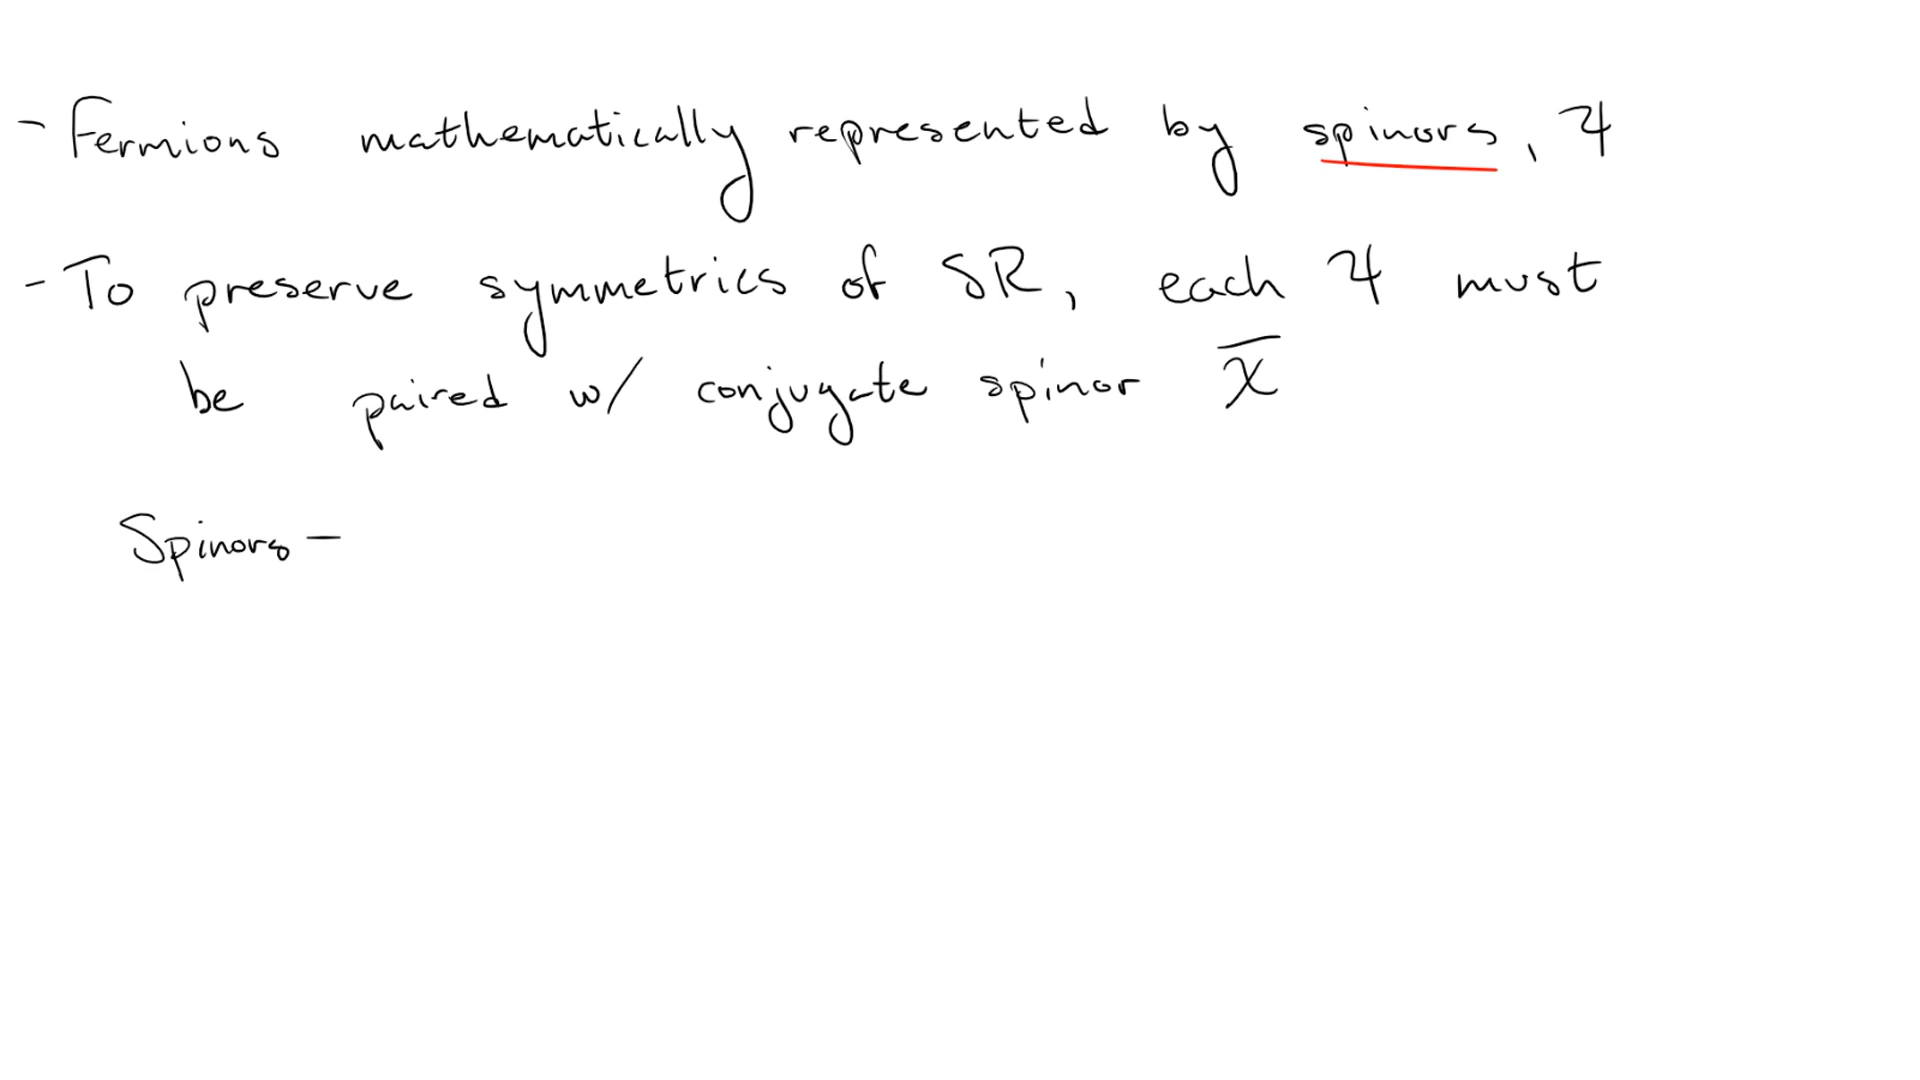 - Fermions mathematically represented by spinors, Ψ
- To preserve symmetries of SR, each Ψ must
be paired w/ conjugate spinor χ̅
Spinors -